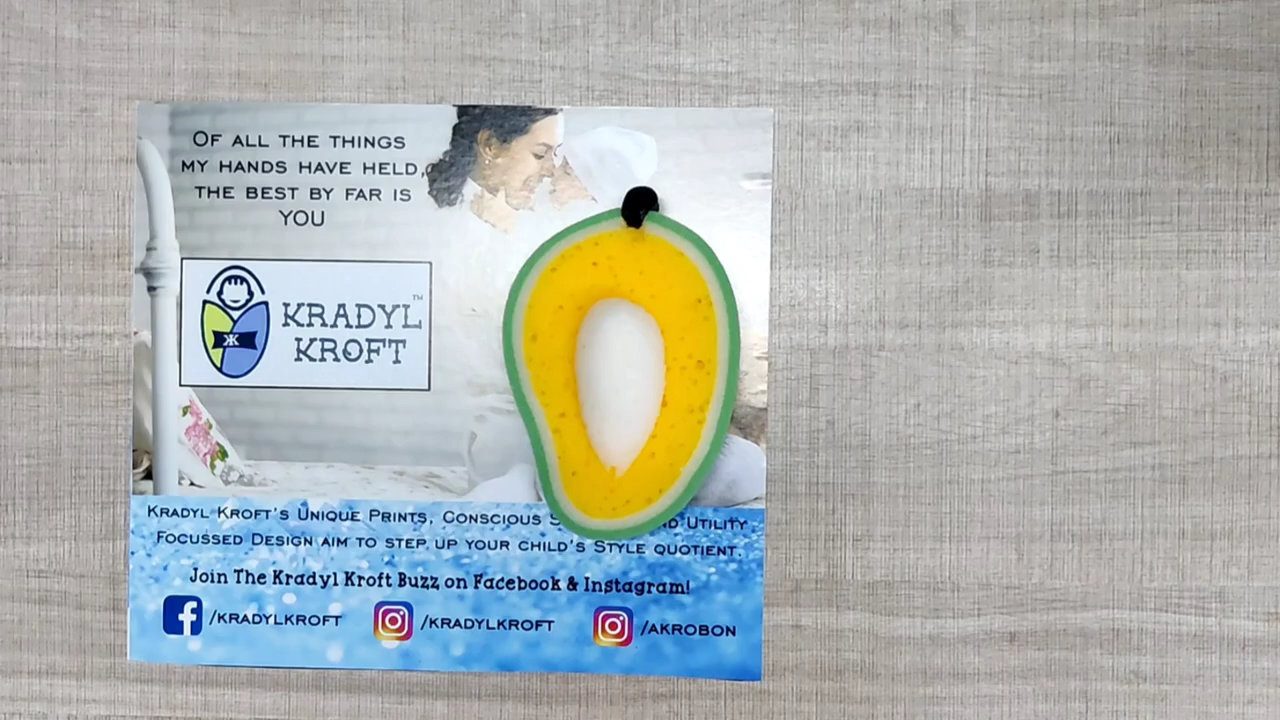 OF ALL THE THINGS
MY HANDS HAVE HELD,
THE BEST BY FAR IS
YOU
KRADYL™
KROFT
Ж
KRADYL KROFT'S UNIQUE PRINTS, CONSCIOUS UTILITY
FOCUSSED DESIGN AIM TO STEP UP YOUR CHILD'S STYLE QUOTIENT.
Join The Kradyl Kroft Buzz on Facebook & Instagram!
/KRADYLKROFT /KRADYLKROFT /AKROBON